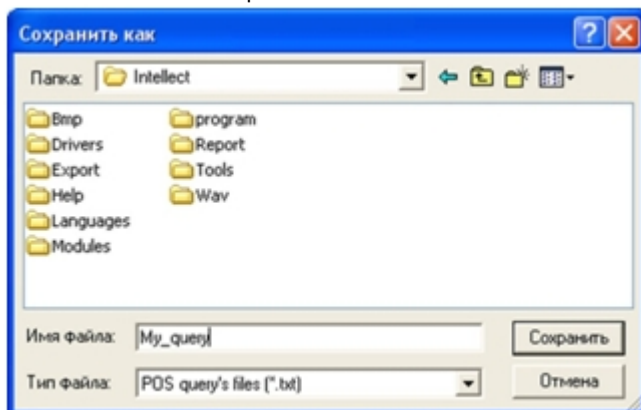 Сохранить как
Папка: Intellect
Bmp program
Drivers Report
Export Tools
Help Wav
Languages
Modules
Имя файла: My_query Сохранить
Тип файла: POS query's files (*.txt) Отмена